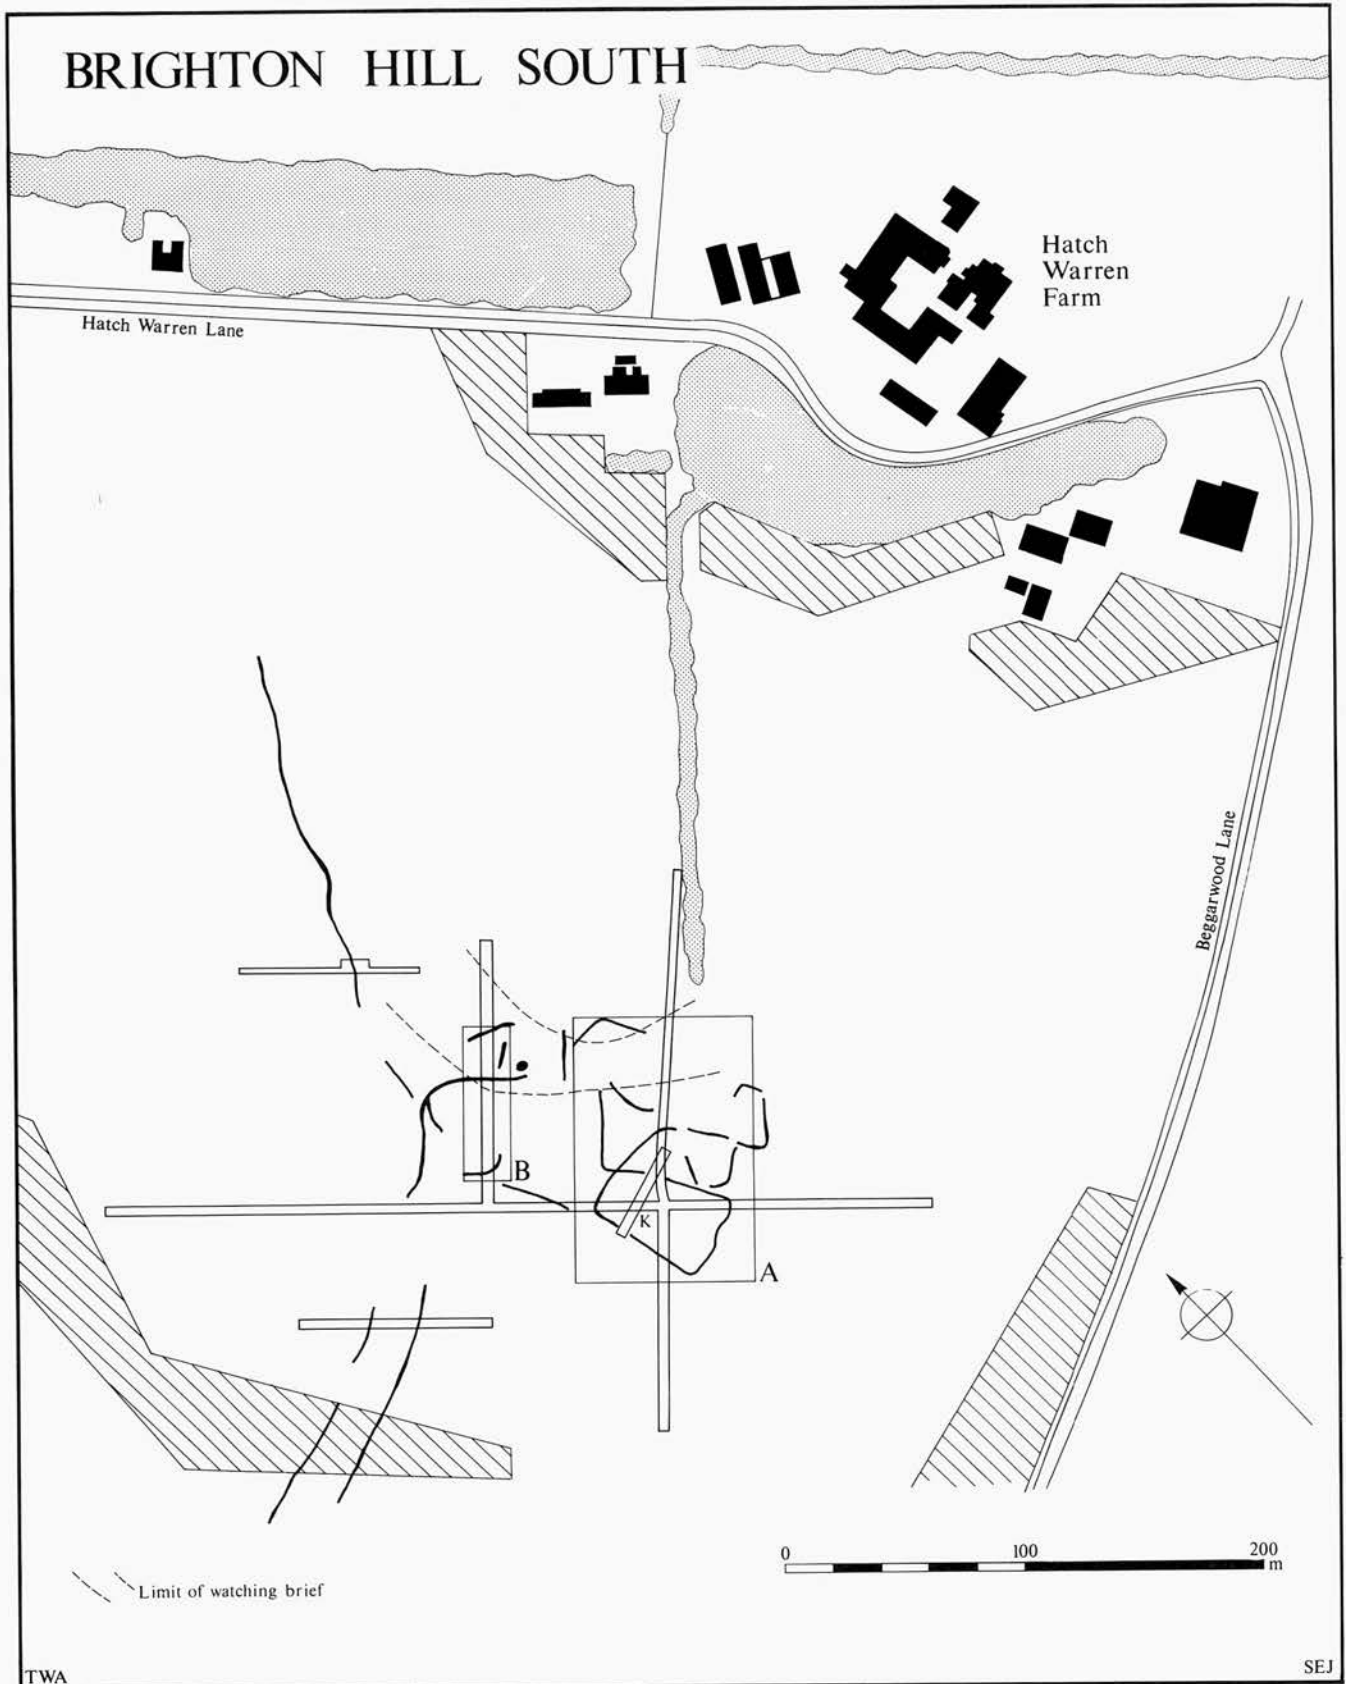 BRIGHTON HILL SOUTH
Hatch
Warren
Farm
Hatch Warren Lane
Beggarwood Lane
B
K
A
0 100 200
m
Limit of watching brief
TWA
SEJ